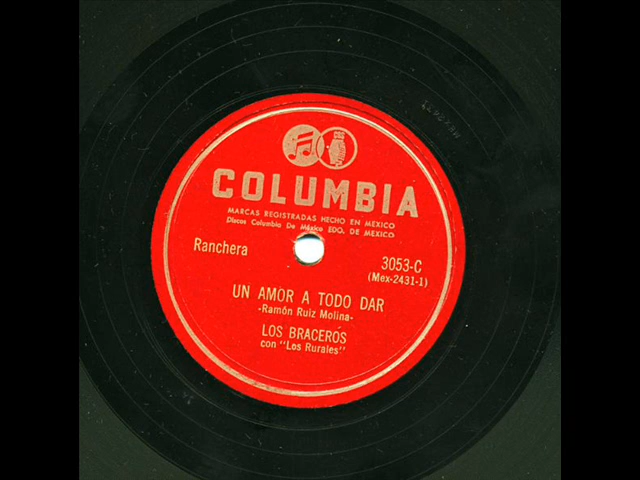 CBS
COLUMBIA
MARCAS REGISTRADAS HECHO EN MEXICO
Discos Columbia De México EDO. DE MEXICO
Ranchera
3053-C
(Mex-2431-1)
UN AMOR A TODO DAR
-Ramón Ruiz Molina-
LOS BRACEROS
con "Los Rurales"